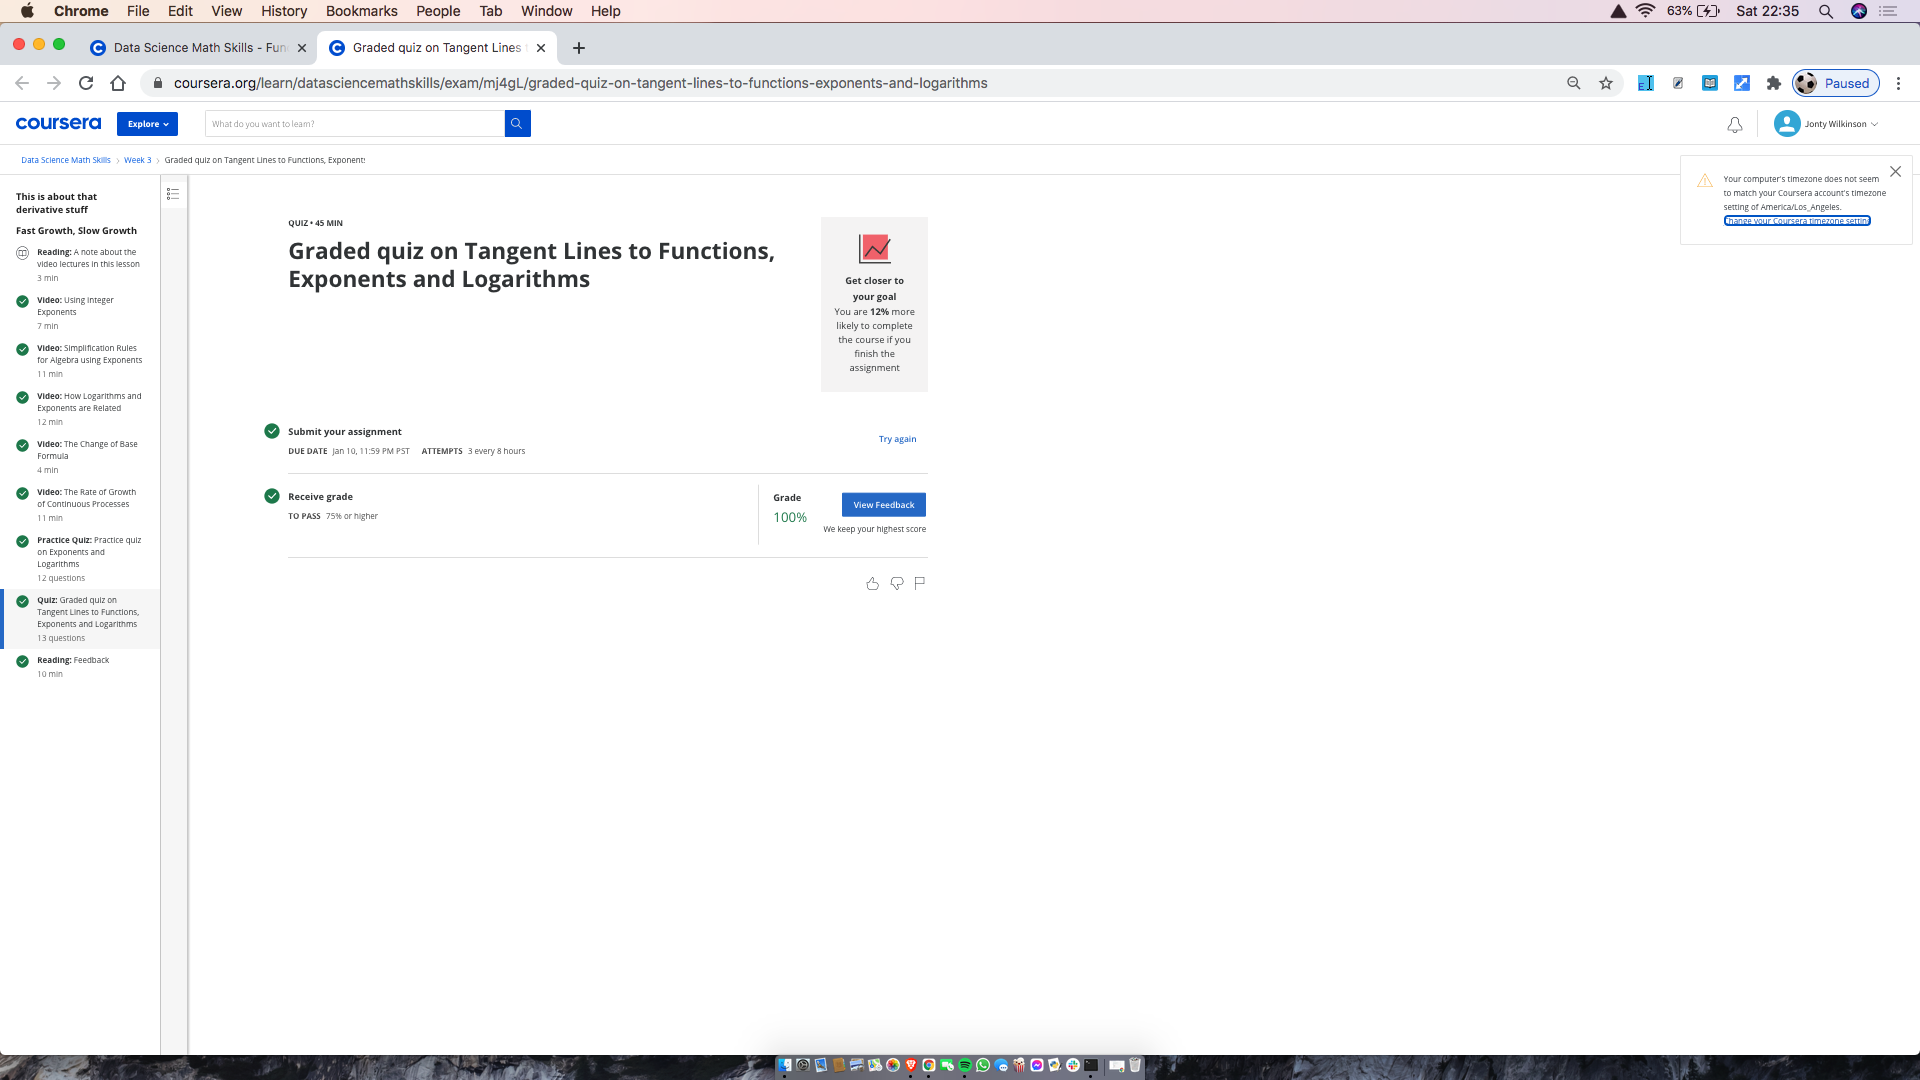 Chrome File Edit View History Bookmarks People Tab Window Help
63% Sat 22:35
Data Science Math Skills - Fun
Graded quiz on Tangent Lines
coursera.org/learn/datasciencemathskills/exam/mj4gL/graded-quiz-on-tangent-lines-to-functions-exponents-and-logarithms
Paused
coursera
Explore
What do you want to learn?
Jonty Wilkinson
Data Science Math Skills › Week 3 › Graded quiz on Tangent Lines to Functions, Exponents
Your computer's timezone does not seem
to match your Coursera account's timezone
setting of America/Los_Angeles.
Change your Coursera timezone setting
This is about that
derivative stuff
Fast Growth, Slow Growth
Reading: A note about the
video lectures in this lesson
3 min
Video: Using Integer
Exponents
7 min
Video: Simplification Rules
for Algebra using Exponents
11 min
Video: How Logarithms and
Exponents are Related
12 min
Video: The Change of Base
Formula
4 min
Video: The Rate of Growth
of Continuous Processes
11 min
Practice Quiz: Practice quiz
on Exponents and
Logarithms
12 questions
Quiz: Graded quiz on
Tangent Lines to Functions,
Exponents and Logarithms
13 questions
Reading: Feedback
10 min
QUIZ • 45 MIN
Graded quiz on Tangent Lines to Functions,
Exponents and Logarithms
Get closer to
your goal
You are 12% more
likely to complete
the course if you
finish the
assignment
Submit your assignment
DUE DATE Jan 10, 11:59 PM PST ATTEMPTS 3 every 8 hours
Try again
Receive grade
TO PASS 75% or higher
Grade
100%
View Feedback
We keep your highest score